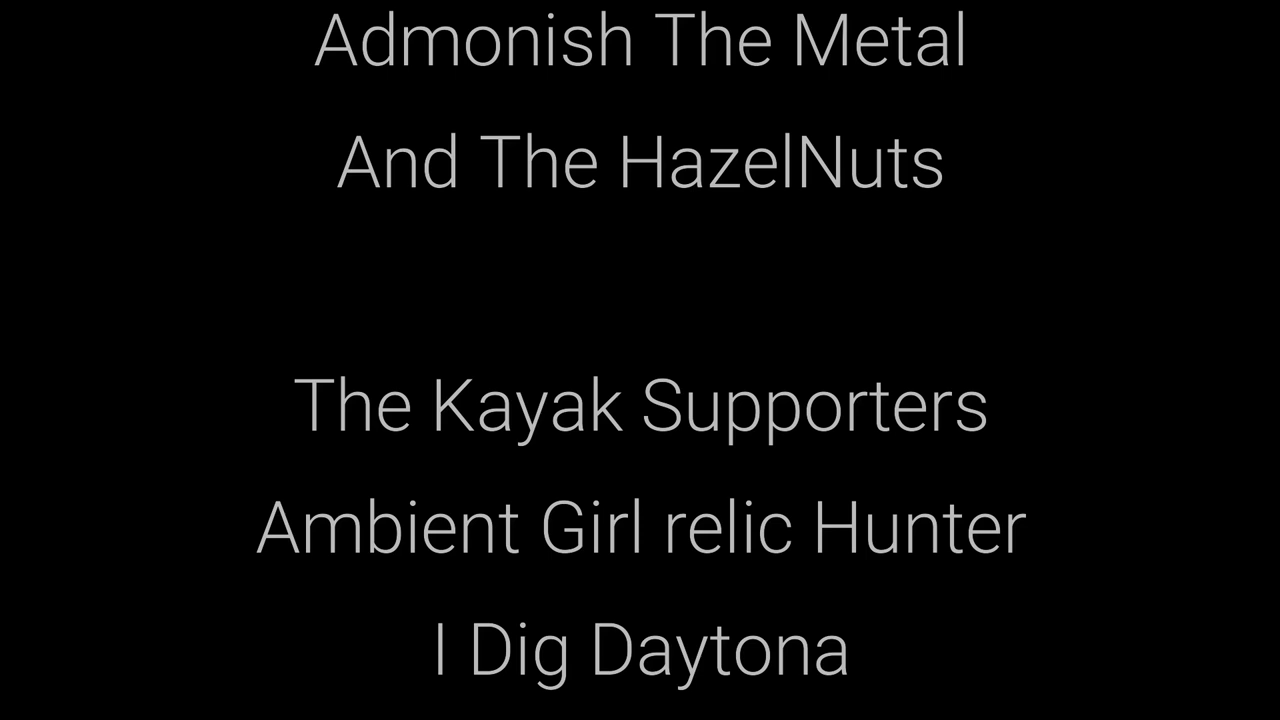 Admonish The Metal
And The HazelNuts
The Kayak Supporters
Ambient Girl relic Hunter
I Dig Daytona